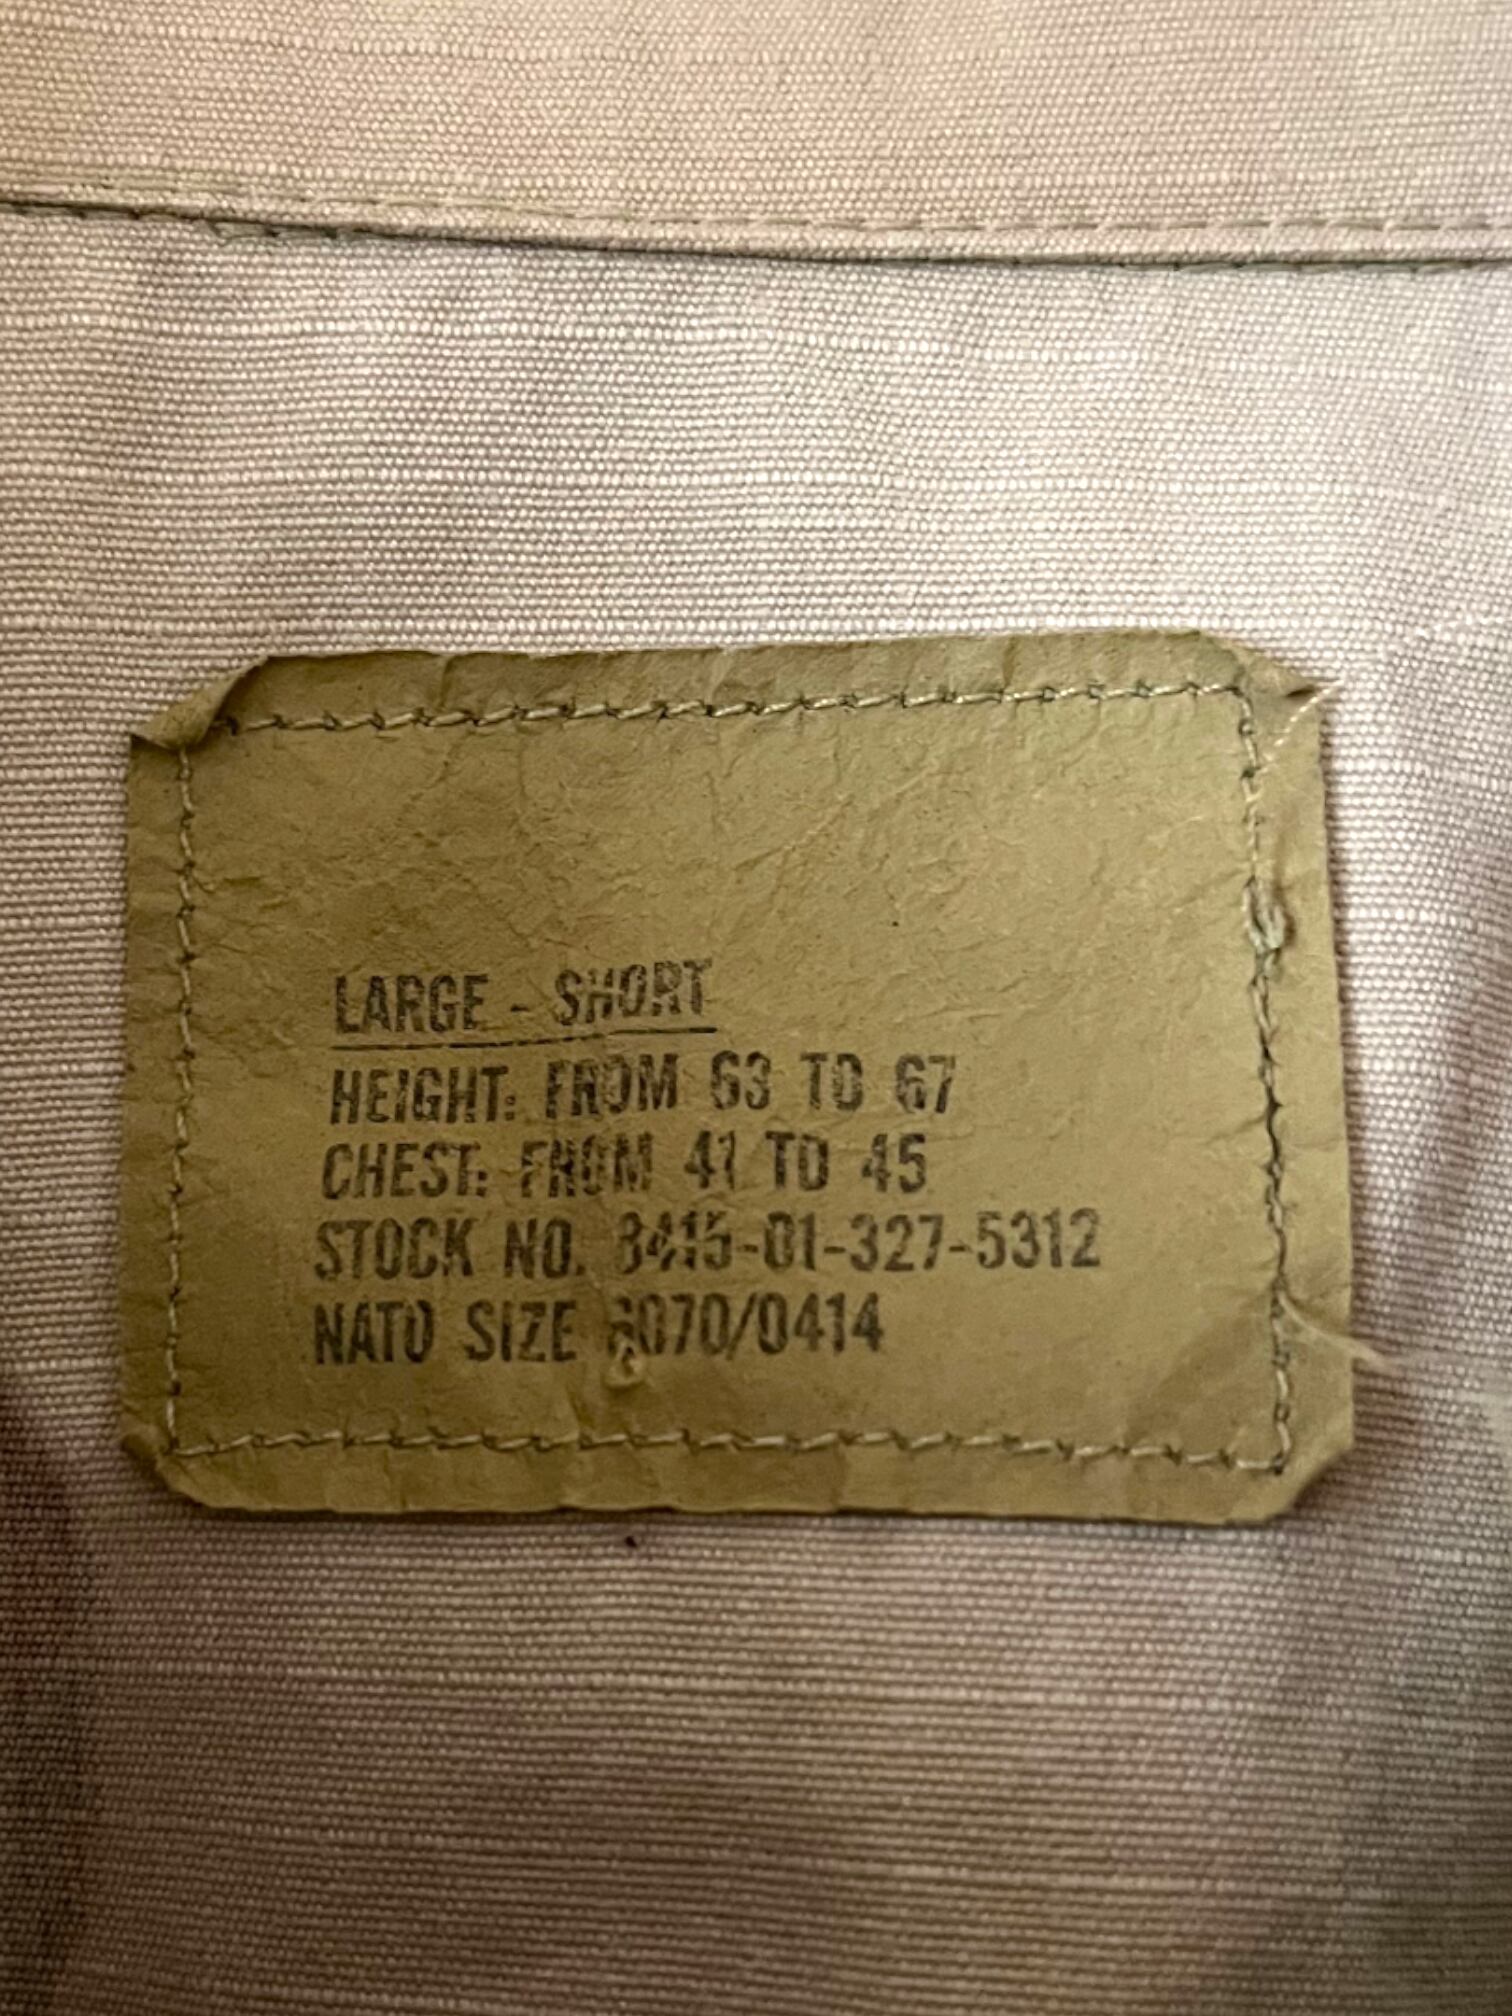 LARGE - SHORT
HEIGHT: FROM 63 TO 67
CHEST: FROM 41 TO 45
STOCK NO. 8415-01-327-5312
NATO SIZE 6070/0414